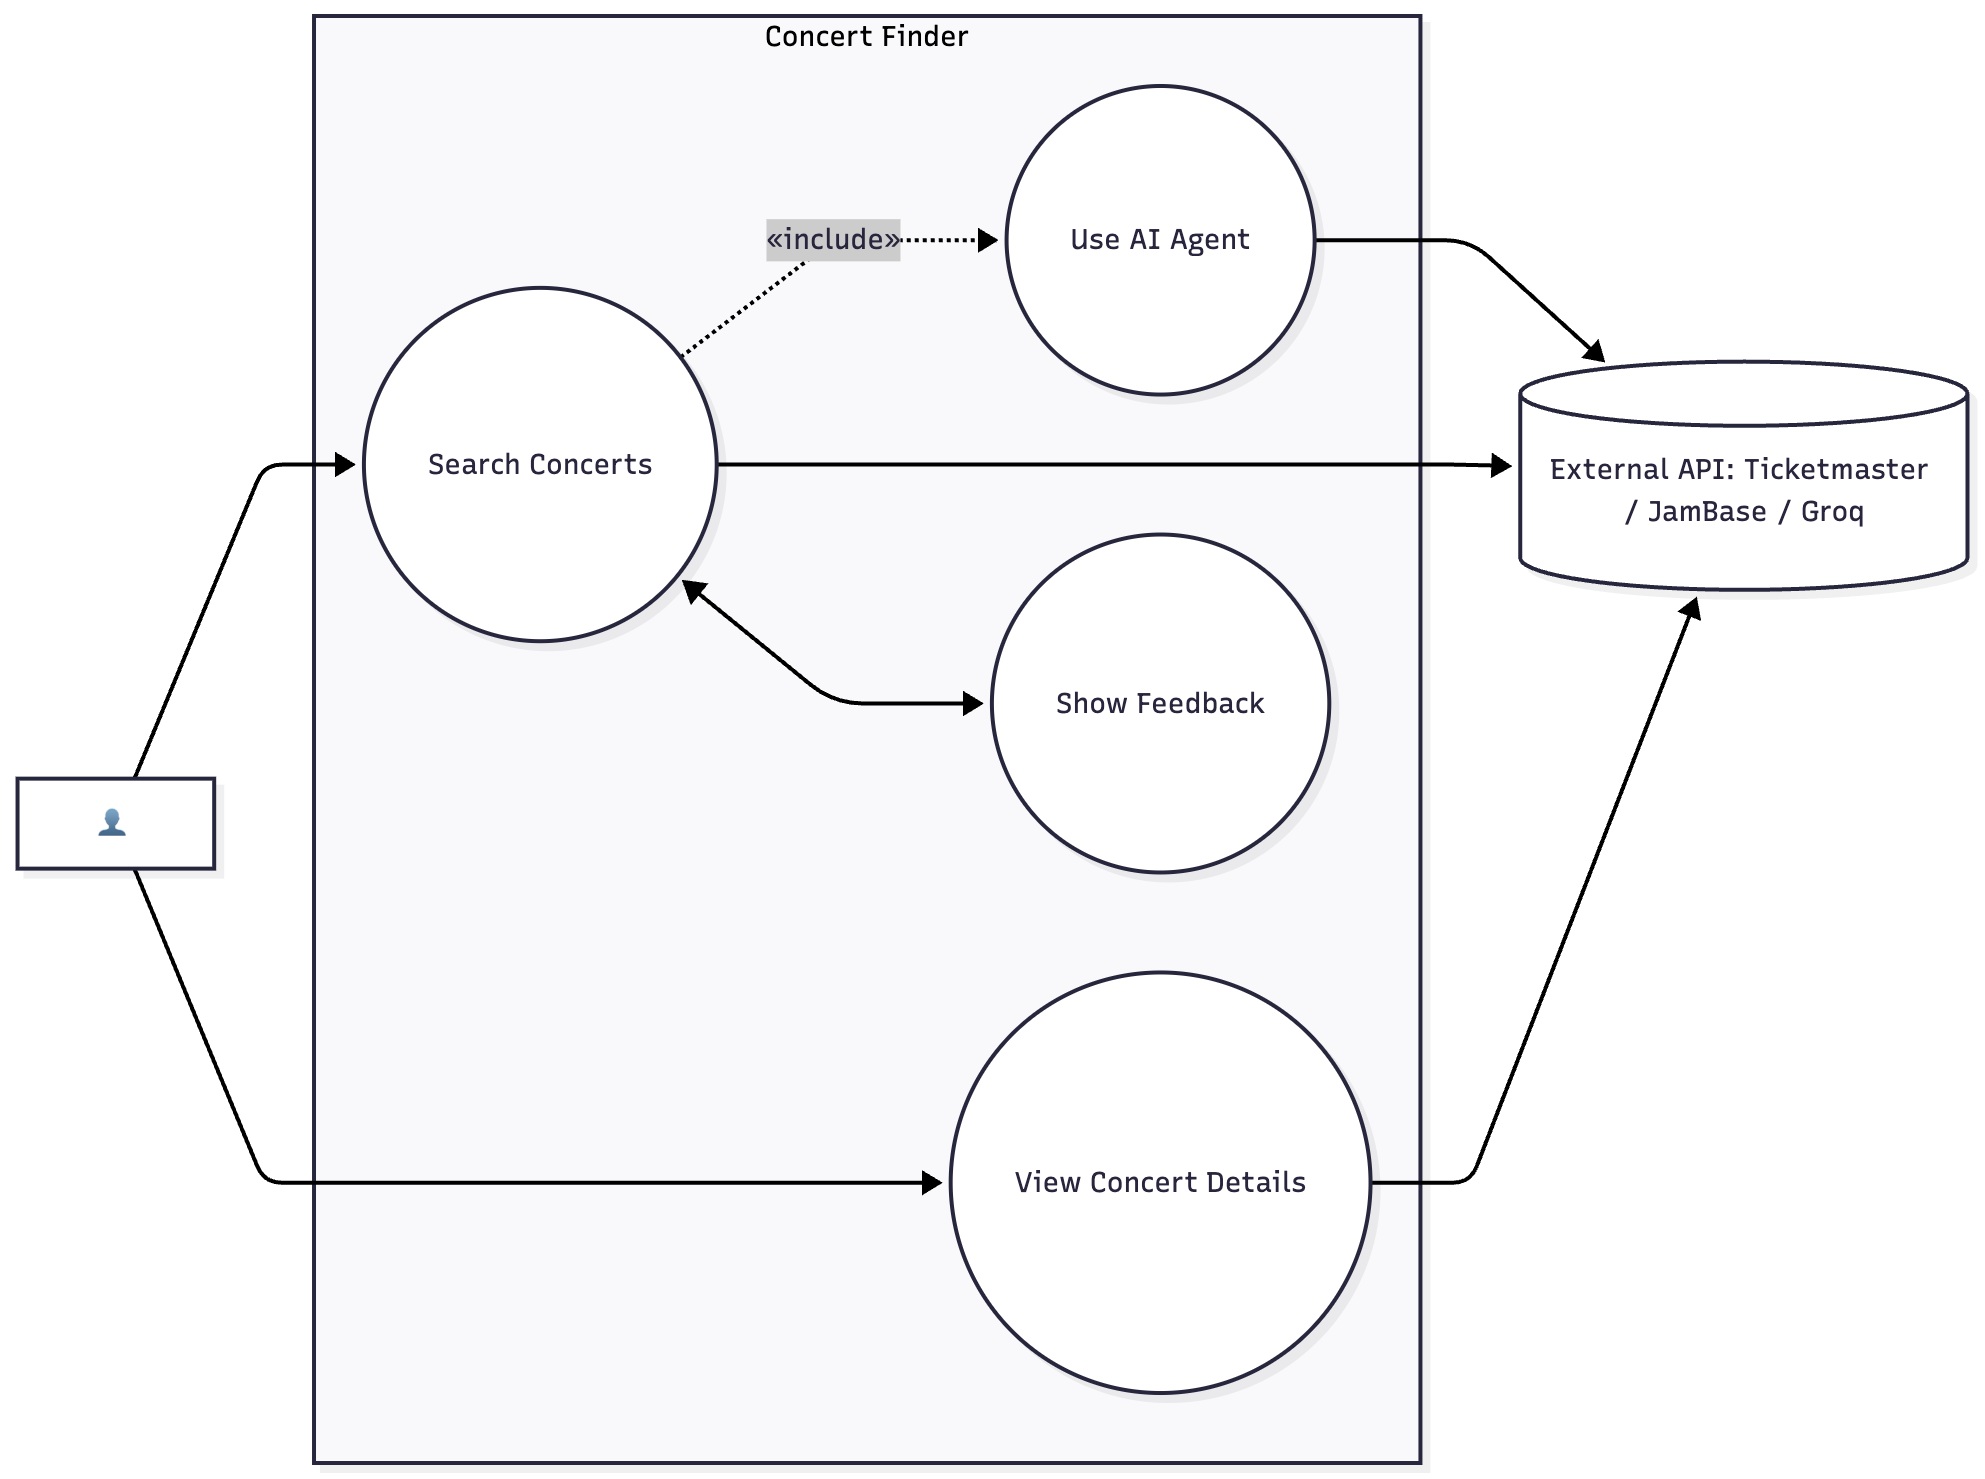 Concert Finder
«include»
Use AI Agent
Search Concerts
External API: Ticketmaster
/ JamBase / Groq
Show Feedback
View Concert Details